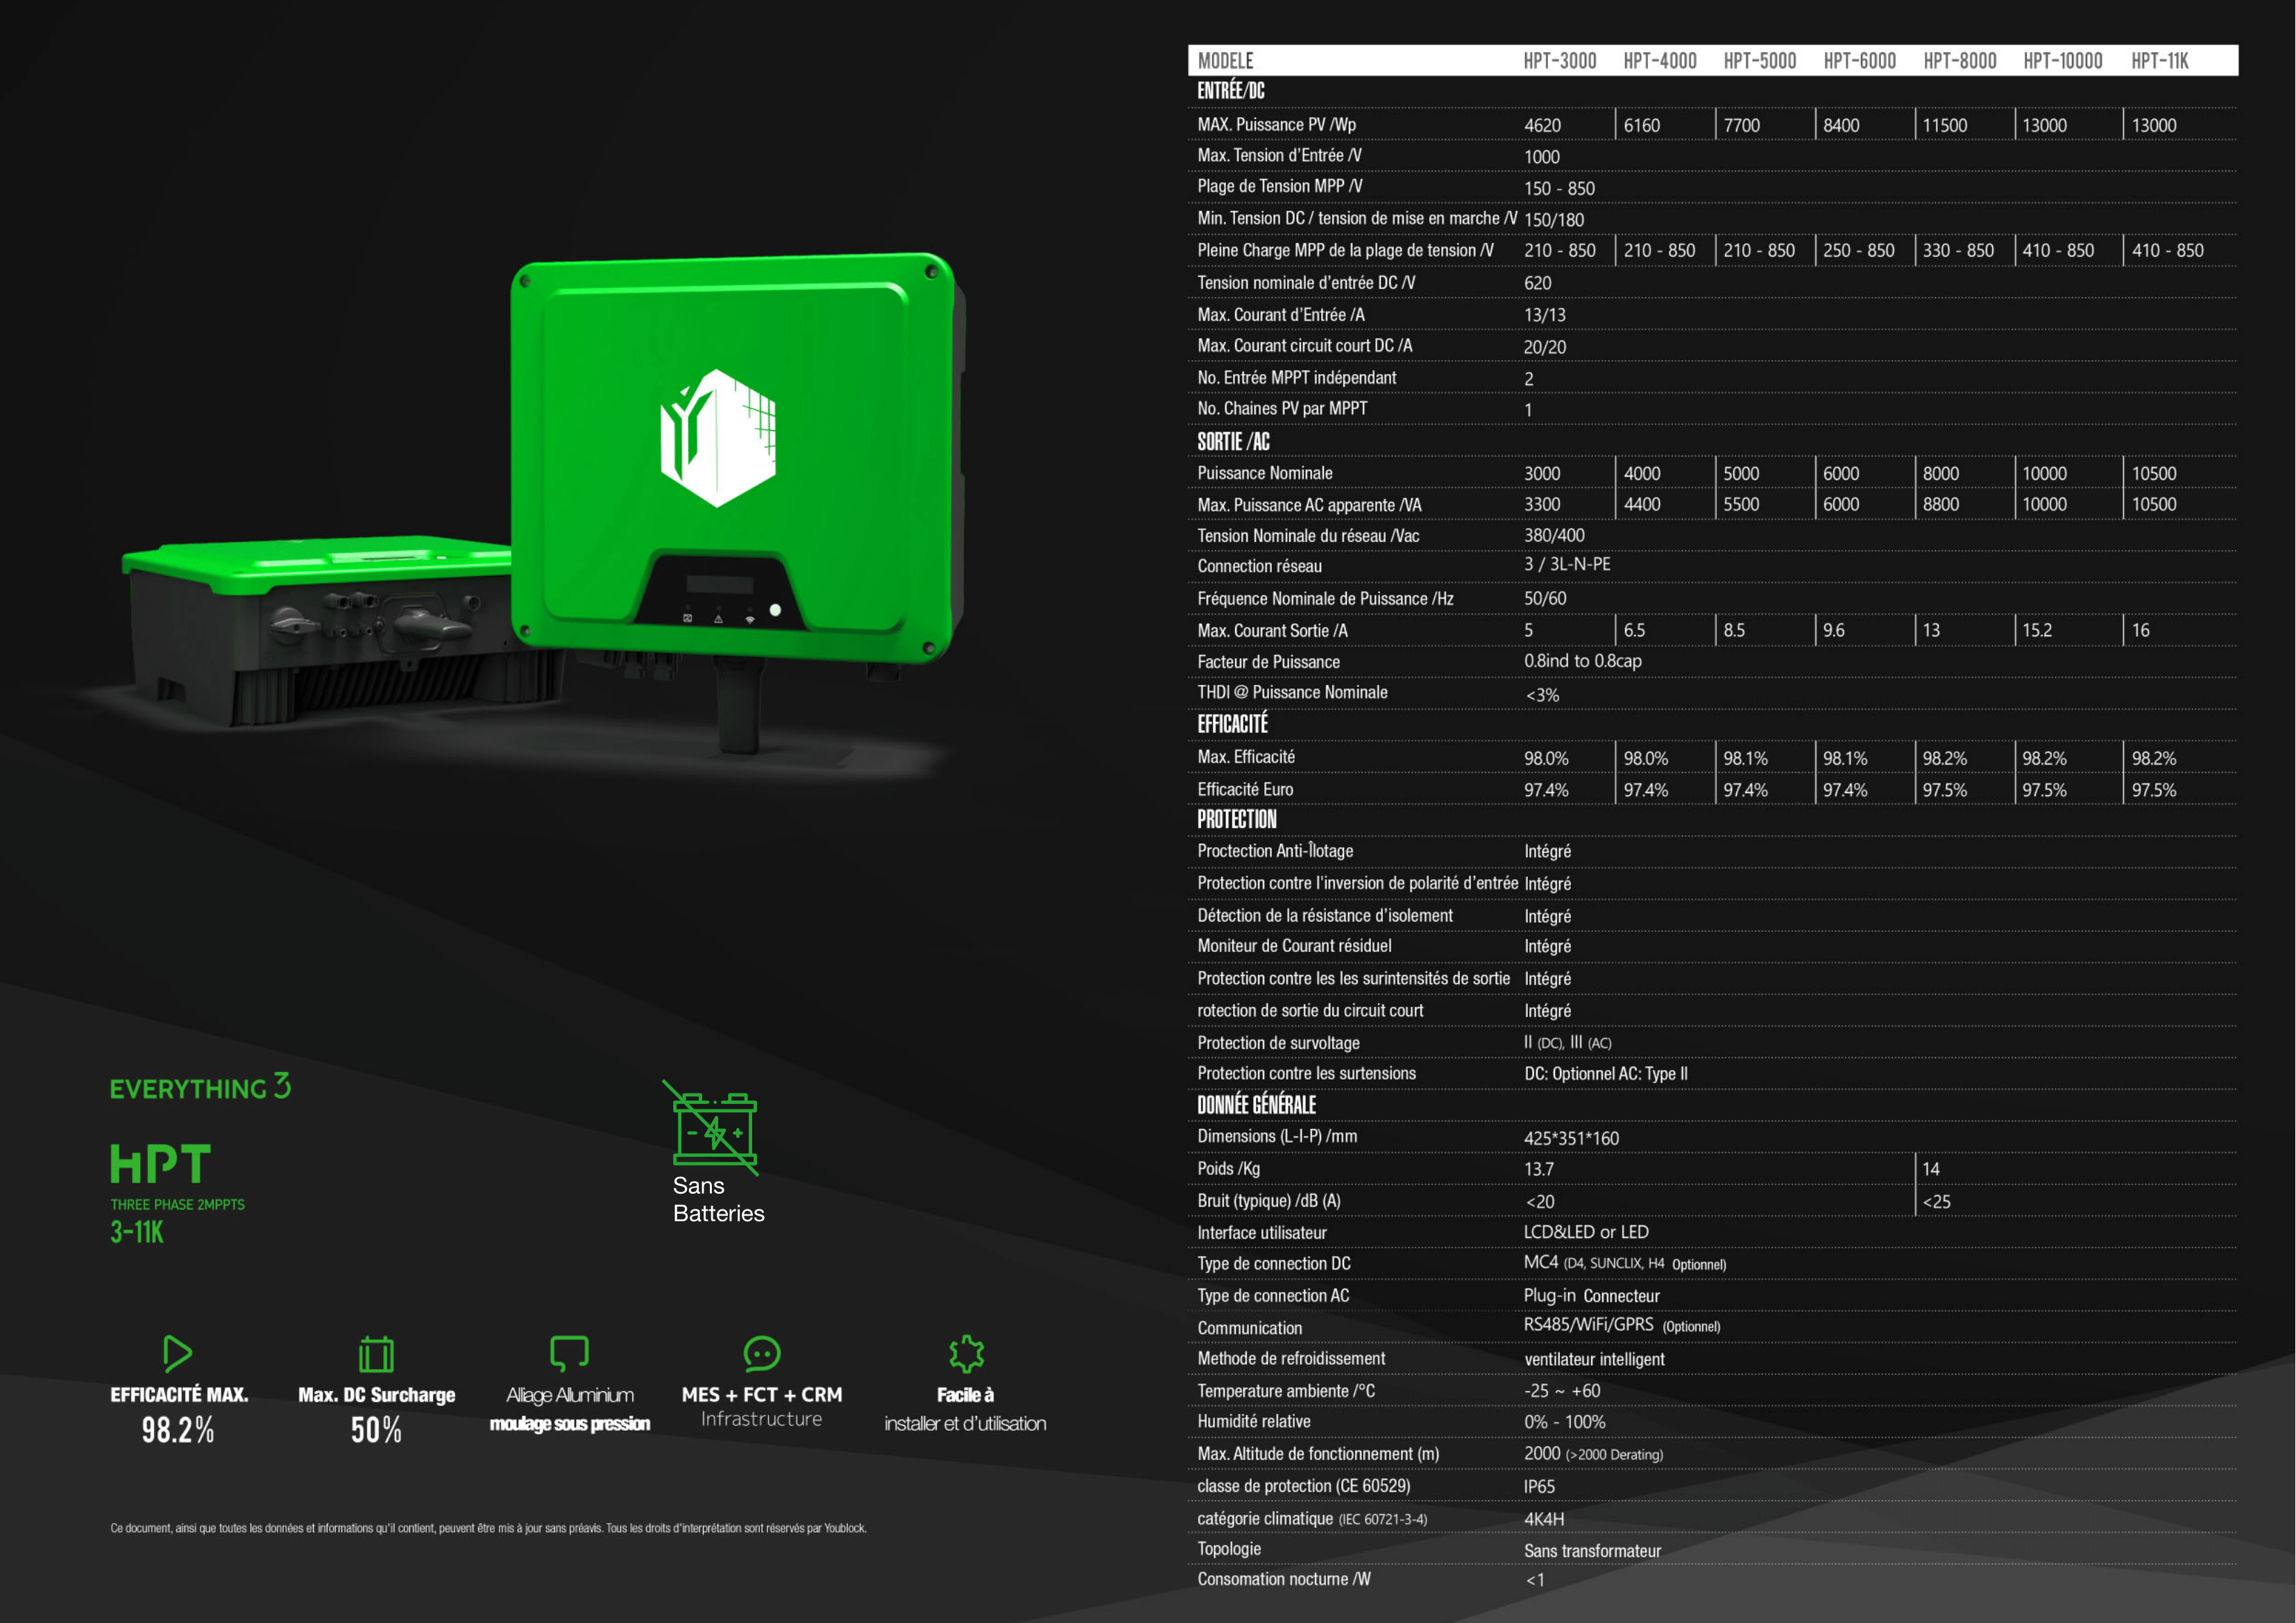 EVERYTHING 3
HPT
THREE PHASE 2MPPTS
3-11K
Sans
Batteries
EFFICACITÉ MAX.
98.2%
Max. DC Surcharge
50%
Alliage Alluminium
moulage sous pression
MES + FCT + CRM
Infrastructure
Facile à
installer et d'utilisation
Ce document, ainsi que toutes les données et informations qu'il contient, peuvent être mis à jour sans préavis. Tous les droits d'interprétation sont réservés par Youblock.
MODELE HPT-3000 HPT-4000 HPT-5000 HPT-6000 HPT-8000 HPT-10000 HPT-11K
ENTRÉE/DC
MAX. Puissance PV /Wp 4620 6160 7700 8400 11500 13000 13000
Max. Tension d'Entrée /V 1000
Plage de Tension MPP /V 150 - 850
Min. Tension DC / tension de mise en marche /V 150/180
Pleine Charge MPP de la plage de tension /V 210 - 850 210 - 850 210 - 850 250 - 850 330 - 850 410 - 850 410 - 850
Tension nominale d'entrée DC /V 620
Max. Courant d'Entrée /A 13/13
Max. Courant circuit court DC /A 20/20
No. Entrée MPPT indépendant 2
No. Chaines PV par MPPT 1
SORTIE /AC
Puissance Nominale 3000 4000 5000 6000 8000 10000 10500
Max. Puissance AC apparente /VA 3300 4400 5500 6000 8800 10000 10500
Tension Nominale du réseau /Vac 380/400
Connection réseau 3 / 3L-N-PE
Fréquence Nominale de Puissance /Hz 50/60
Max. Courant Sortie /A 5 6.5 8.5 9.6 13 15.2 16
Facteur de Puissance 0.8ind to 0.8cap
THDI @ Puissance Nominale <3%
EFFICACITÉ
Max. Efficacité 98.0% 98.0% 98.1% 98.1% 98.2% 98.2% 98.2%
Efficacité Euro 97.4% 97.4% 97.4% 97.4% 97.5% 97.5% 97.5%
PROTECTION
Proctection Anti-Îlotage Intégré
Protection contre l'inversion de polarité d'entrée Intégré
Détection de la résistance d'isolement Intégré
Moniteur de Courant résiduel Intégré
Protection contre les les surintensités de sortie Intégré
rotection de sortie du circuit court Intégré
Protection de survoltage II (DC), III (AC)
Protection contre les surtensions DC: Optionnel AC: Type II
DONNÉE GÉNÉRALE
Dimensions (L-I-P) /mm 425*351*160
Poids /Kg 13.7 14
Bruit (typique) /dB (A) <20 <25
Interface utilisateur LCD&LED or LED
Type de connection DC MC4 (D4, SUNCLIX, H4 Optionnel)
Type de connection AC Plug-in Connecteur
Communication RS485/WiFi/GPRS (Optionnel)
Methode de refroidissement ventilateur intelligent
Temperature ambiente /°C -25 ~ +60
Humidité relative 0% - 100%
Max. Altitude de fonctionnement (m) 2000 (>2000 Derating)
classe de protection (CE 60529) IP65
catégorie climatique (IEC 60721-3-4) 4K4H
Topologie Sans transformateur
Consomation nocturne /W <1